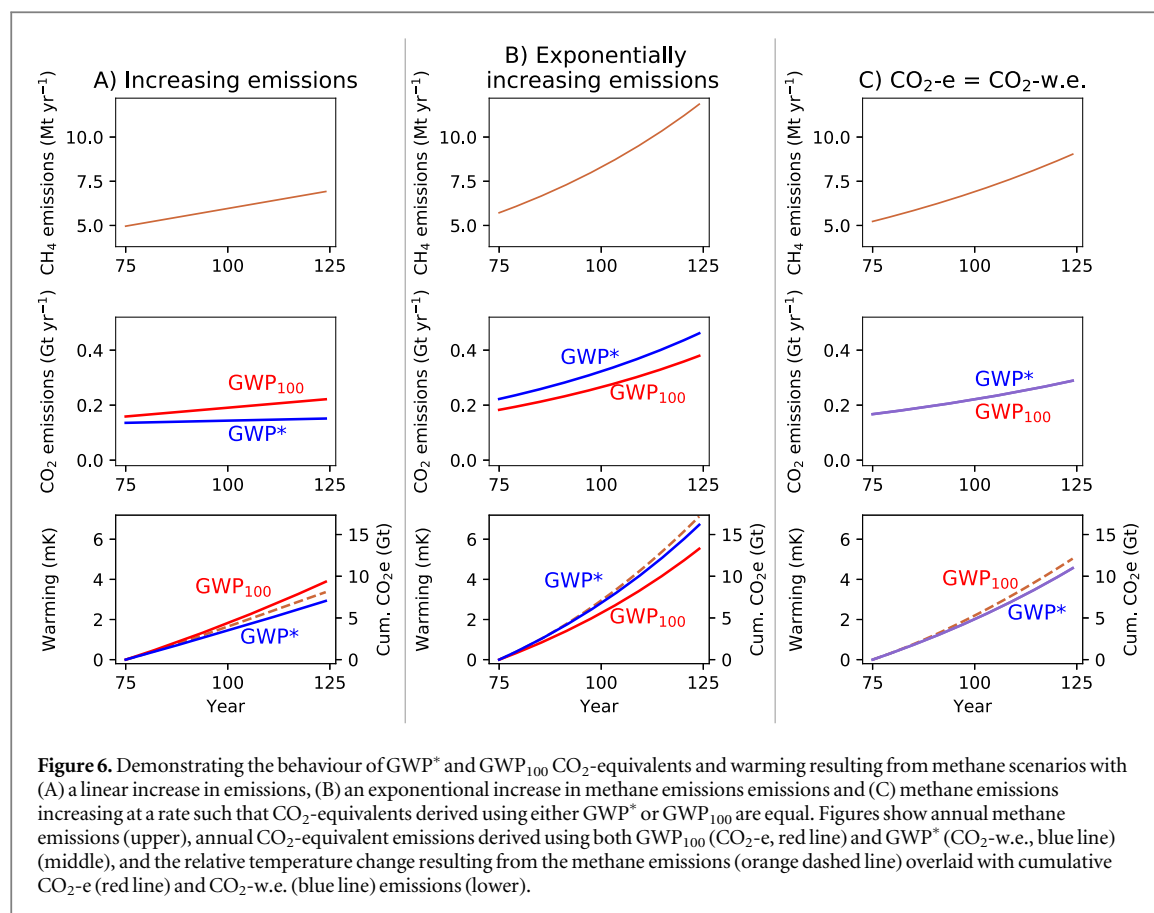 A) Increasing emissions
B) Exponentially
increasing emissions
C) CO₂-e = CO₂-w.e.
CH₄ emissions (Mt yr⁻¹)
10.0
7.5
5.0
75
100
125
CH₄ emissions (Mt yr⁻¹)
10.0
7.5
5.0
75
100
125
CH₄ emissions (Mt yr⁻¹)
10.0
7.5
5.0
75
100
125
CO₂ emissions (Gt yr⁻¹)
0.4
0.2
0.0
GWP₁₀₀
GWP*
75
100
125
CO₂ emissions (Gt yr⁻¹)
0.4
0.2
0.0
GWP*
GWP₁₀₀
75
100
125
CO₂ emissions (Gt yr⁻¹)
0.4
0.2
0.0
GWP*
GWP₁₀₀
75
100
125
Warming (mK)
6
4
2
0
GWP₁₀₀
GWP*
15
10
5
0
Cum. CO₂e (Gt)
75
100
125
Year
Warming (mK)
6
4
2
0
GWP*
GWP₁₀₀
15
10
5
0
Cum. CO₂e (Gt)
75
100
125
Year
Warming (mK)
6
4
2
0
GWP₁₀₀
GWP*
15
10
5
0
Cum. CO₂e (Gt)
75
100
125
Year
Figure 6. Demonstrating the behaviour of GWP* and GWP₁₀₀ CO₂-equivalents and warming resulting from methane scenarios with
(A) a linear increase in emissions, (B) an exponentional increase in methane emissions emissions and (C) methane emissions
increasing at a rate such that CO₂-equivalents derived using either GWP* or GWP₁₀₀ are equal. Figures show annual methane
emissions (upper), annual CO₂-equivalent emissions derived using both GWP₁₀₀ (CO₂-e, red line) and GWP* (CO₂-w.e., blue line)
(middle), and the relative temperature change resulting from the methane emissions (orange dashed line) overlaid with cumulative
CO₂-e (red line) and CO₂-w.e. (blue line) emissions (lower).